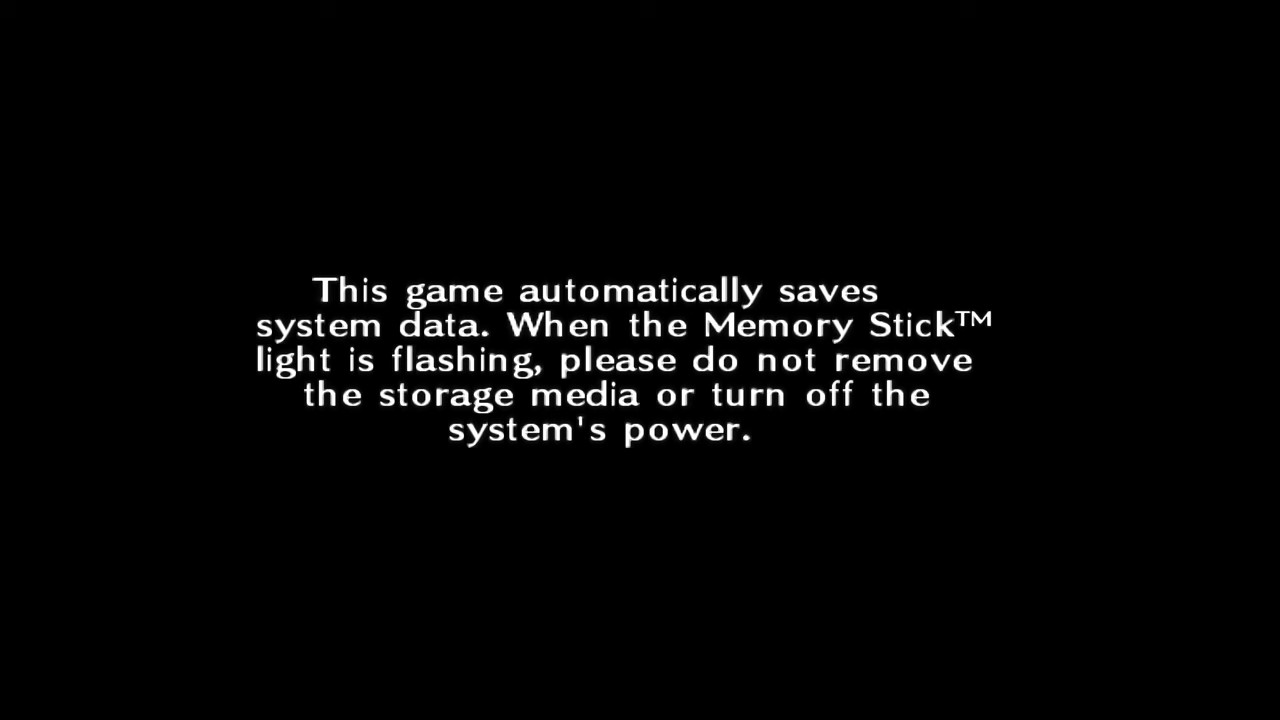 This game automatically saves
system data. When the Memory Stick™
light is flashing, please do not remove
the storage media or turn off the
system's power.